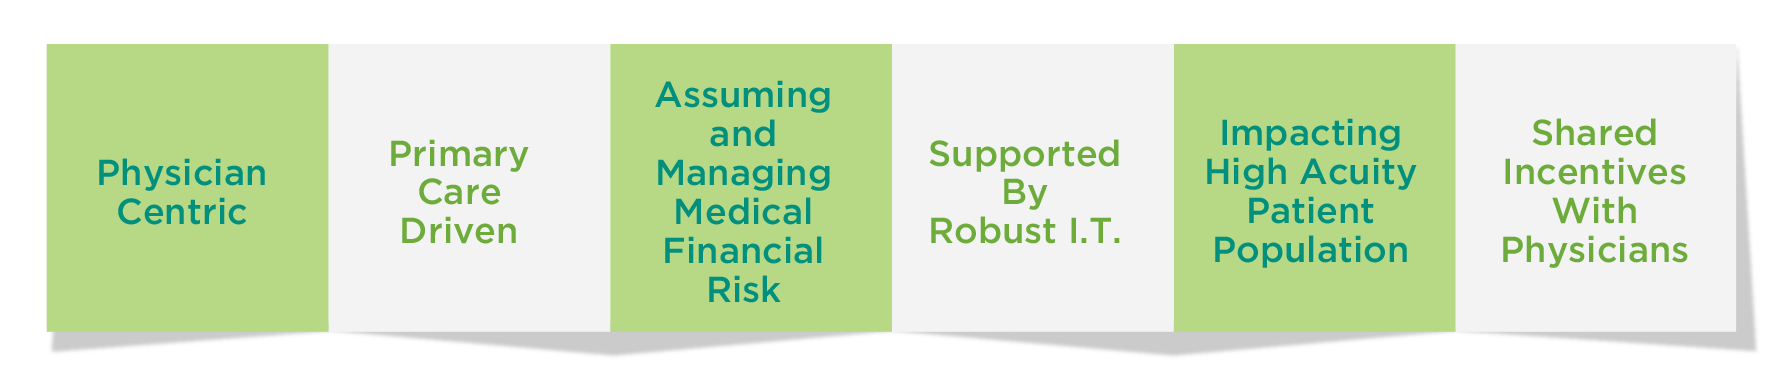 Physician
Centric
Primary
Care
Driven
Assuming
and
Managing
Medical
Financial
Risk
Supported
By
Robust I.T.
Impacting
High Acuity
Patient
Population
Shared
Incentives
With
Physicians